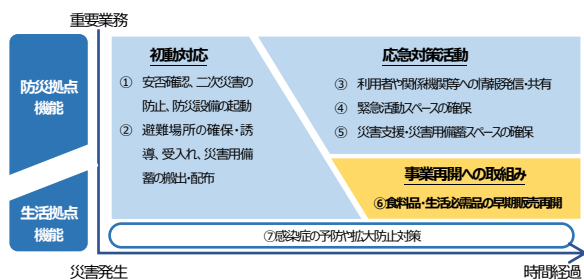 重要業務
防災拠点
機能
生活拠点
機能
初動対応
① 安否確認、二次災害の
防止、防災設備の起動
② 避難場所の確保・誘
導、受入れ、災害用備
蓄の搬出・配布
応急対策活動
③ 利用者や関係機関等への情報発信・共有
④ 緊急活動スペースの確保
⑤ 災害支援・災害用備蓄スペースの確保
事業再開への取組み
⑥食料品・生活必需品の早期販売再開
⑦感染症の予防や拡大防止対策
災害発生
時間経過